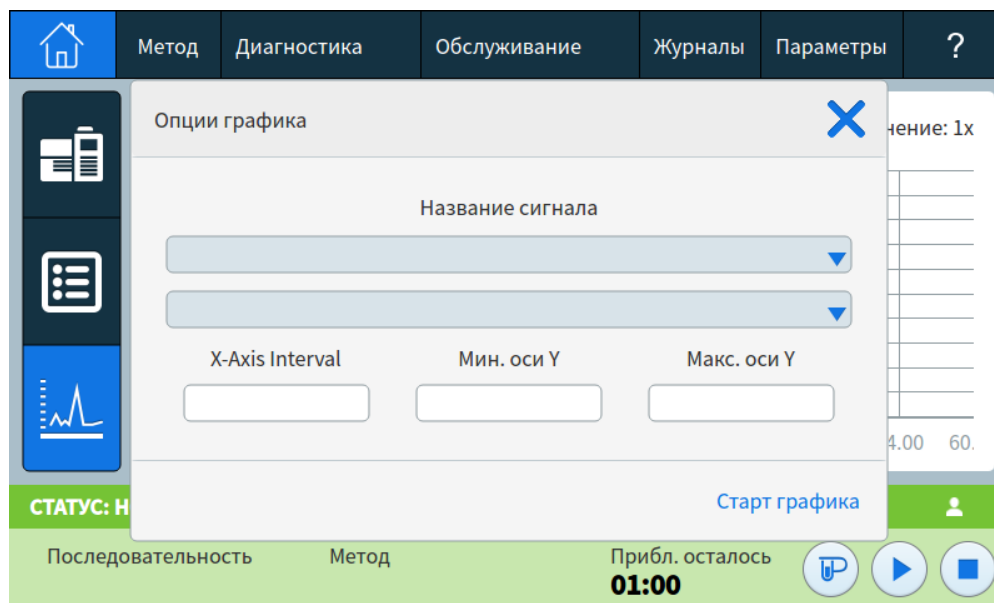 Метод Диагностика Обслуживание Журналы Параметры ?
Опции графика
нение: 1x
Название сигнала
X-Axis Interval Мин. оси Y Макс. оси Y
4.00 60.
Старт графика
СТАТУС: Н
Последовательность Метод Прибл. осталось
01:00